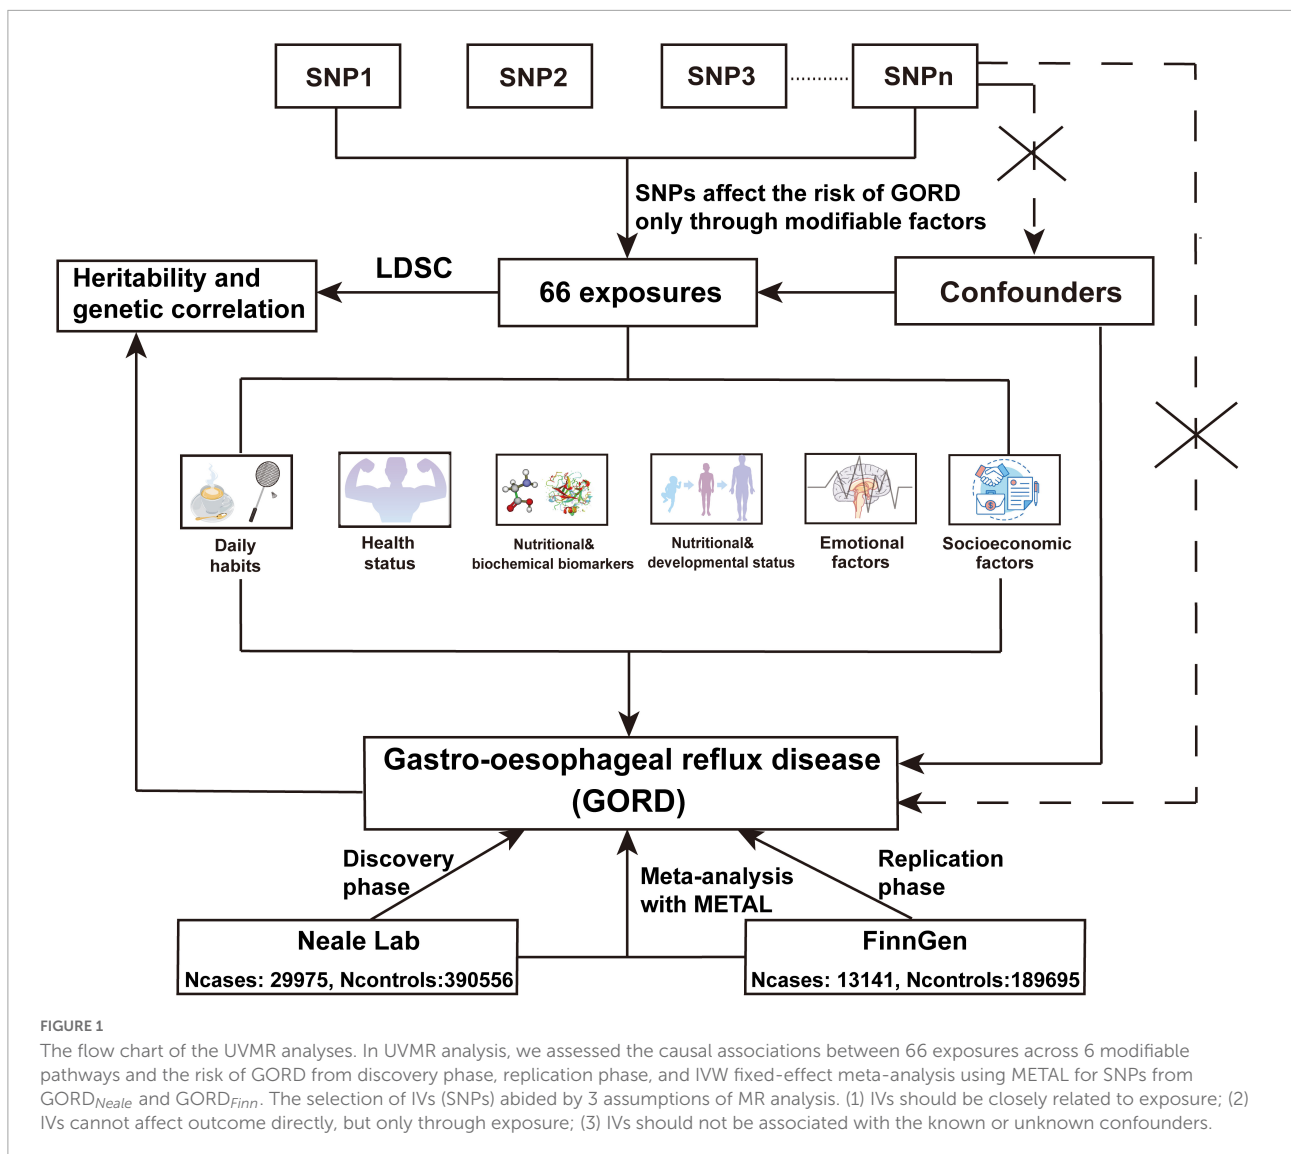 SNP1
SNP2
SNP3
SNPn
SNPs affect the risk of GORD
only through modifiable factors
Heritability and
genetic correlation
LDSC
66 exposures
Confounders
Daily
habits
Health
status
Nutritional&
biochemical biomarkers
Nutritional&
developmental status
Emotional
factors
Socioeconomic
factors
Gastro-oesophageal reflux disease
(GORD)
Discovery
phase
Meta-analysis
with METAL
Replication
phase
Neale Lab
Ncases: 29975, Ncontrols:390556
FinnGen
Ncases: 13141, Ncontrols:189695
FIGURE 1
The flow chart of the UVMR analyses. In UVMR analysis, we assessed the causal associations between 66 exposures across 6 modifiable
pathways and the risk of GORD from discovery phase, replication phase, and IVW fixed-effect meta-analysis using METAL for SNPs from
GORDNeale and GORDFinn. The selection of IVs (SNPs) abided by 3 assumptions of MR analysis. (1) IVs should be closely related to exposure; (2)
IVs cannot affect outcome directly, but only through exposure; (3) IVs should not be associated with the known or unknown confounders.